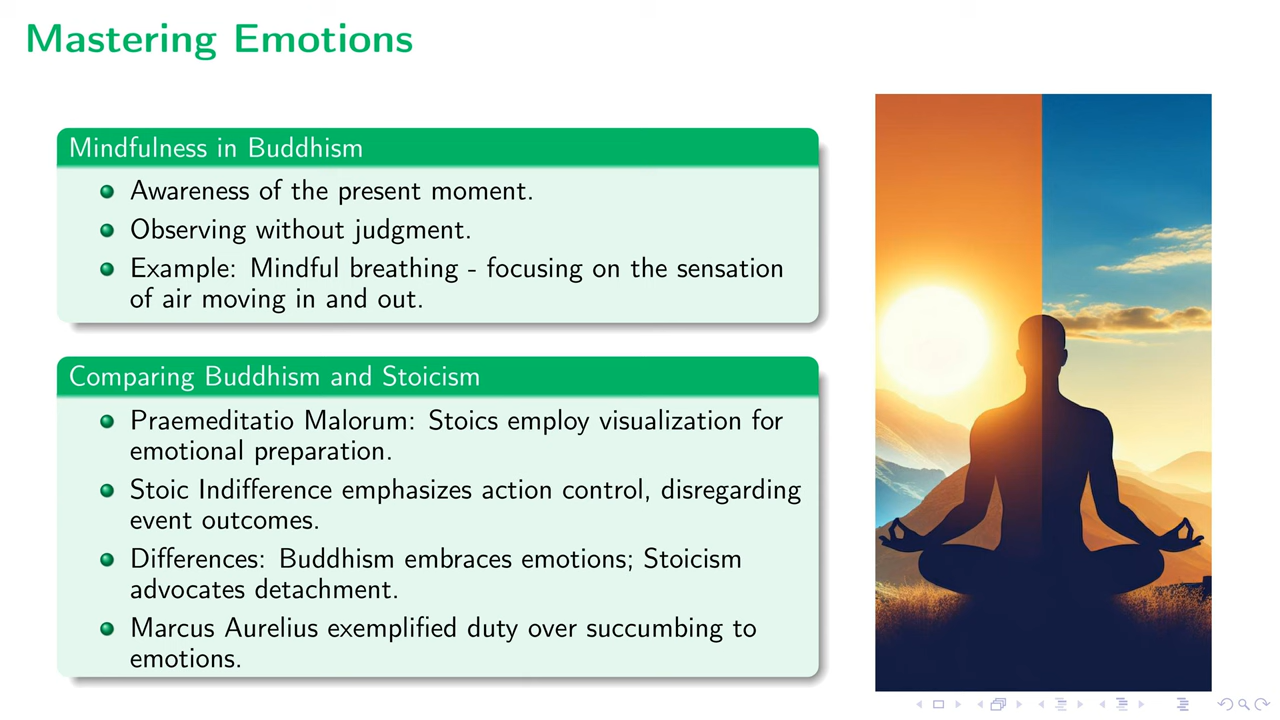 Mastering Emotions
Mindfulness in Buddhism
Awareness of the present moment.
Observing without judgment.
Example: Mindful breathing - focusing on the sensation
of air moving in and out.
Comparing Buddhism and Stoicism
Praemeditatio Malorum: Stoics employ visualization for
emotional preparation.
Stoic Indifference emphasizes action control, disregarding
event outcomes.
Differences: Buddhism embraces emotions; Stoicism
advocates detachment.
Marcus Aurelius exemplified duty over succumbing to
emotions.